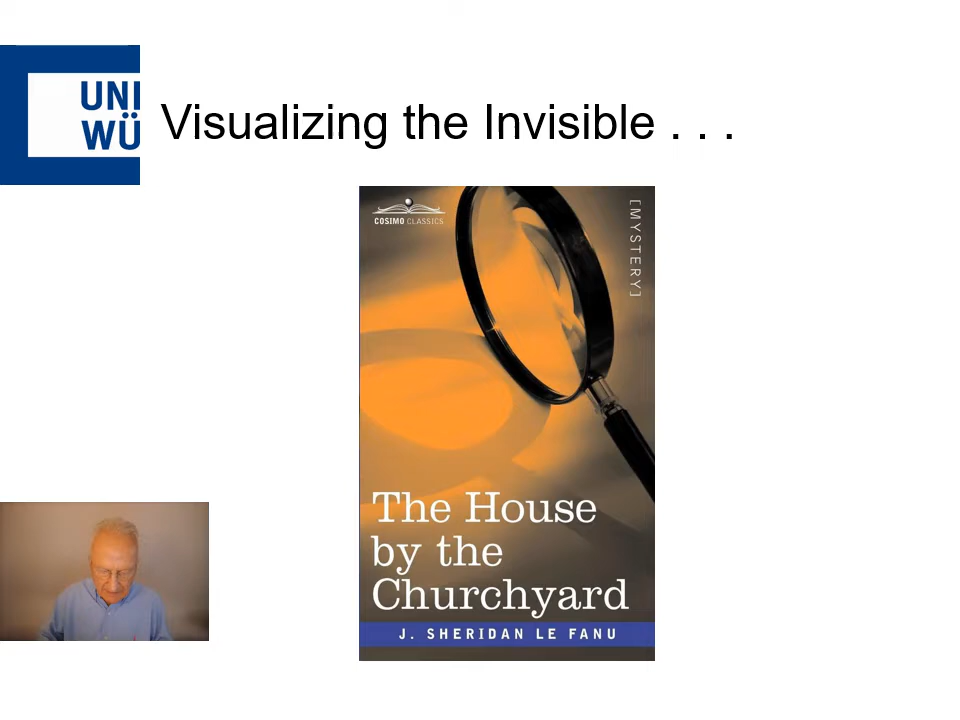 UNI
WÜ
Visualizing the Invisible . . .
COSIMO CLASSICS
[MYSTERY]
The House
by the
Churchyard
J. SHERIDAN LE FANU